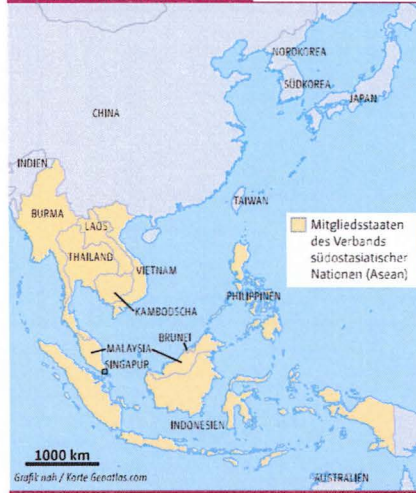 NORDKOREA
SÜDKOREA
JAPAN
CHINA
INDIEN
TAIWAN
BURMA
LAOS
THAILAND
VIETNAM
Mitgliedsstaaten
des Verbands
südostasiatischer
Nationen (Asean)
PHILIPPINEN
KAMBODSCHA
BRUNEI
MALAYSIA
SINGAPUR
INDONESIEN
1000 km
Grafik nah / Karte Geoatlas.com
AUSTRALIEN